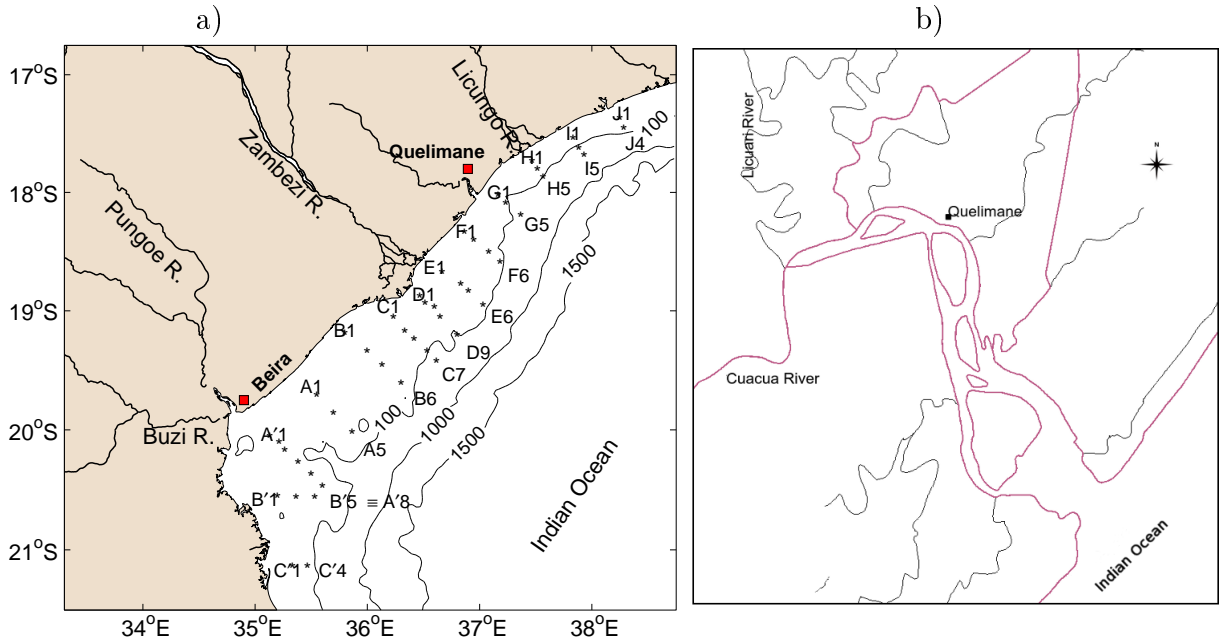 a)
b)
17°S
18°S
19°S
20°S
21°S
34°E
35°E
36°E
37°E
38°E
Licungo R.
Quelimane
Zambezi R.
Pungoe R.
Beira
Buzi R.
Indian Ocean
J1
100
J4
I1
I5
H1
H5
G1
G5
F1
F6
1500
E1
E6
D1
D9
C1
C7
B1
B6
A1
100
1000
1500
A5
A′1
B′1
B′5 ≡ A′8
C′1
C′4
Licuari River
N
Quelimane
Cuacua River
Indian Ocean